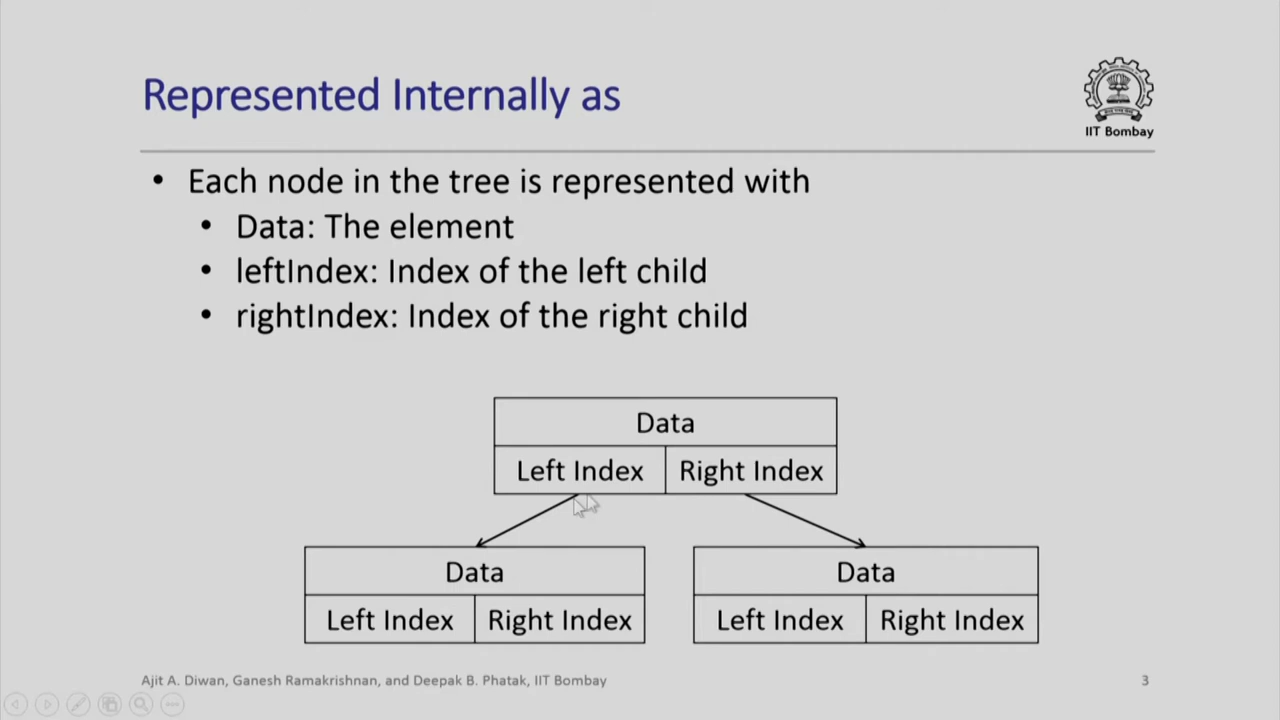 Represented Internally as
IIT Bombay
• Each node in the tree is represented with
• Data: The element
• leftIndex: Index of the left child
• rightIndex: Index of the right child
Data
Left Index Right Index
Data Data
Left Index Right Index Left Index Right Index
Ajit A. Diwan, Ganesh Ramakrishnan, and Deepak B. Phatak, IIT Bombay 3